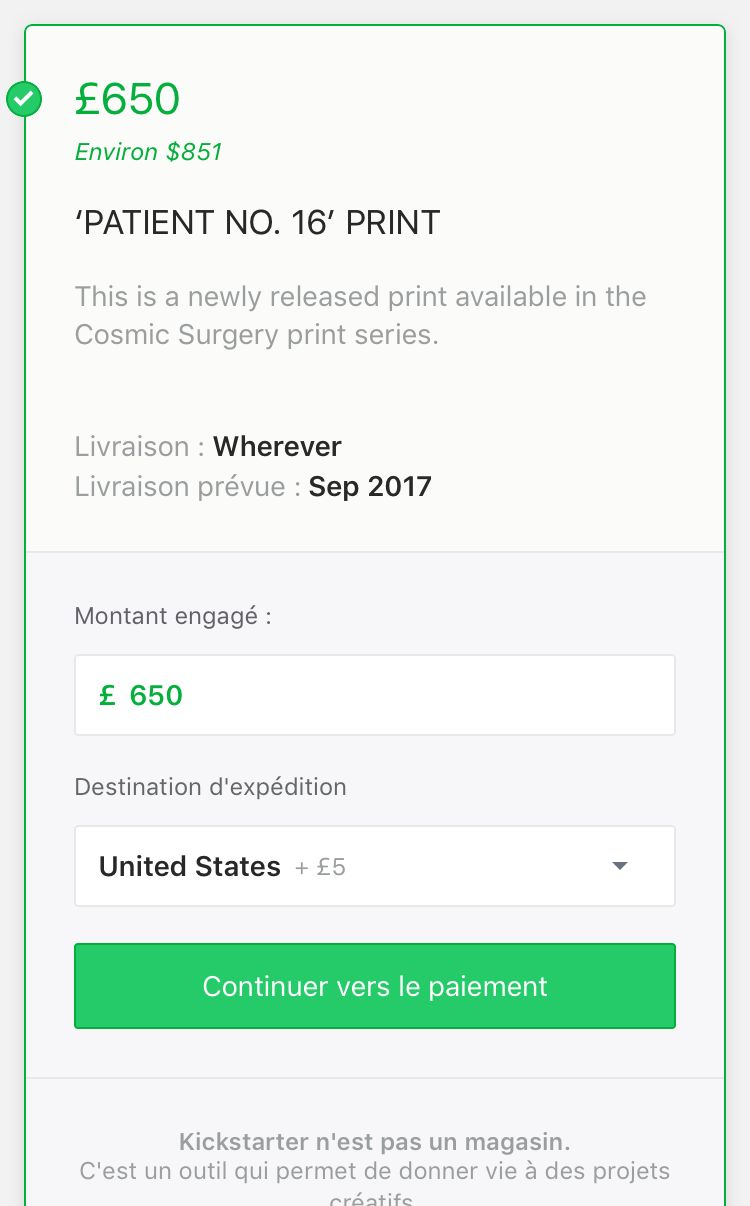 £650
Environ $851
‘PATIENT NO. 16’ PRINT
This is a newly released print available in the
Cosmic Surgery print series.
Livraison : Wherever
Livraison prévue : Sep 2017
Montant engagé :
£ 650
Destination d'expédition
United States + £5
Continuer vers le paiement
Kickstarter n'est pas un magasin.
C'est un outil qui permet de donner vie à des projets
créatifs.